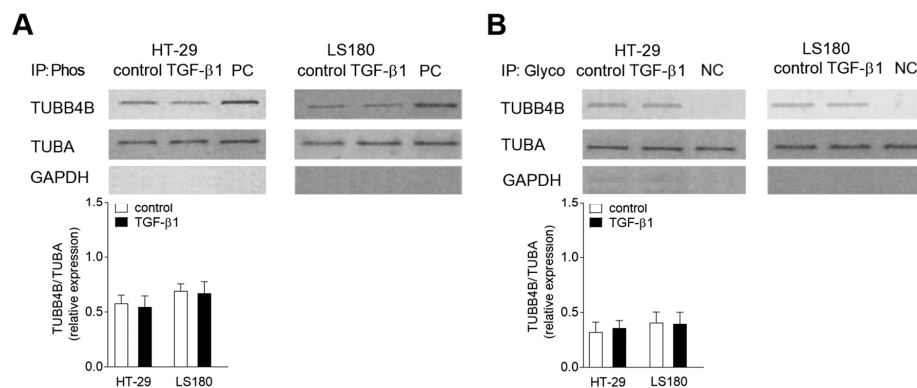 A
HT-29
LS180
IP: Phos
control TGF-β1 PC
control TGF-β1 PC
TUBB4B
TUBA
GAPDH
1.5
1.0
0.5
0.0
TUBB4B/TUBA
(relative expression)
control
TGF-β1
HT-29
LS180
B
HT-29
LS180
IP: Glyco
control TGF-β1 NC
control TGF-β1 NC
TUBB4B
TUBA
GAPDH
1.5
1.0
0.5
0.0
TUBB4B/TUBA
(relative expression)
control
TGF-β1
HT-29
LS180